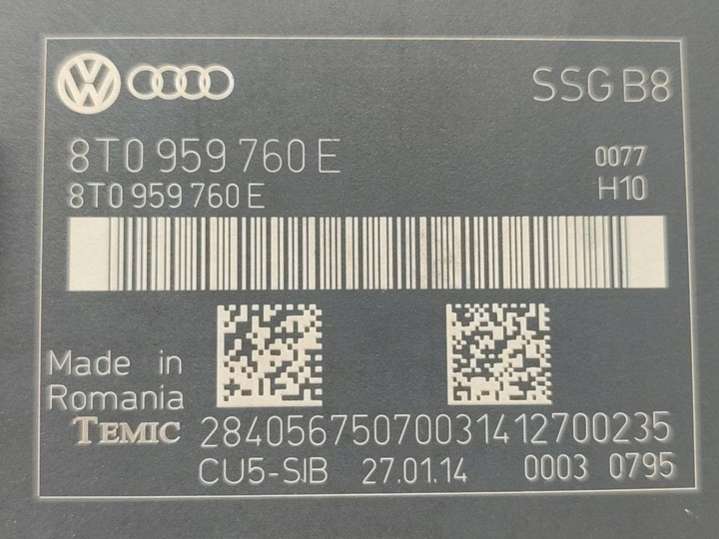 SSG B8
8T0 959 760 E
0077
8T0 959 760 E
H10
Made in
Romania
TEMIC
28405675070031412700235
CU5-SIB 27.01.14 0003 0795